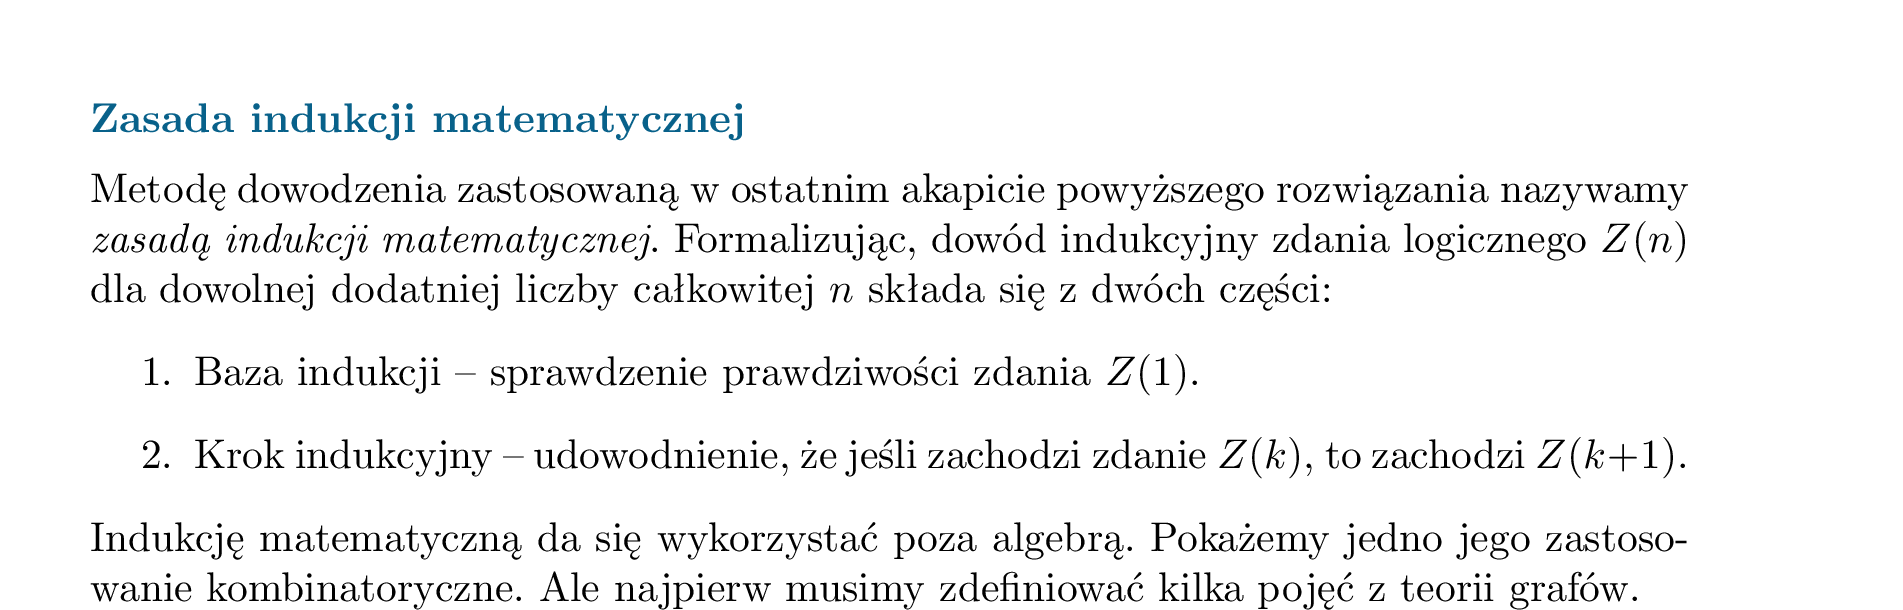 Zasada indukcji matematycznej
Metodę dowodzenia zastosowaną w ostatnim akapicie powyższego rozwiązania nazywamy
zasadą indukcji matematycznej. Formalizując, dowód indukcyjny zdania logicznego Z(n)
dla dowolnej dodatniej liczby całkowitej n składa się z dwóch części:
1. Baza indukcji – sprawdzenie prawdziwości zdania Z(1).
2. Krok indukcyjny – udowodnienie, że jeśli zachodzi zdanie Z(k), to zachodzi Z(k+1).
Indukcję matematyczną da się wykorzystać poza algebrą. Pokażemy jedno jego zastoso-
wanie kombinatoryczne. Ale najpierw musimy zdefiniować kilka pojęć z teorii grafów.